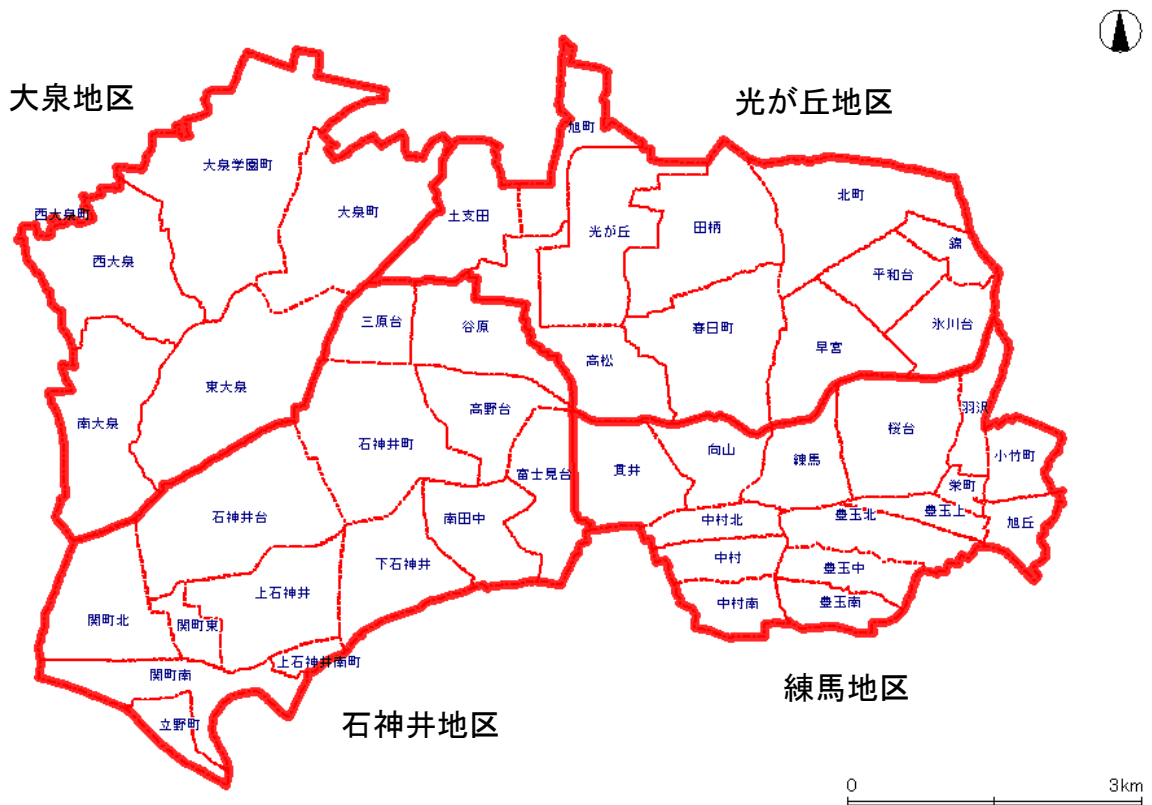 大泉地区
光が丘地区
旭町
大泉学園町
北町
西大泉町
大泉町
土支田
光が丘
田柄
錦
西大泉
平和台
三原台
谷原
春日町
氷川台
早宮
高松
東大泉
高野台
羽沢
南大泉
石神井町
桜台
向山
練馬
小竹町
富士見台
貫井
栄町
石神井台
南田中
中村北
豊玉北
豊玉上
旭丘
中村
下石神井
豊玉中
上石神井
中村南
豊玉南
関町北
関町東
上石神井南町
関町南
練馬地区
立野町
石神井地区
0
3km